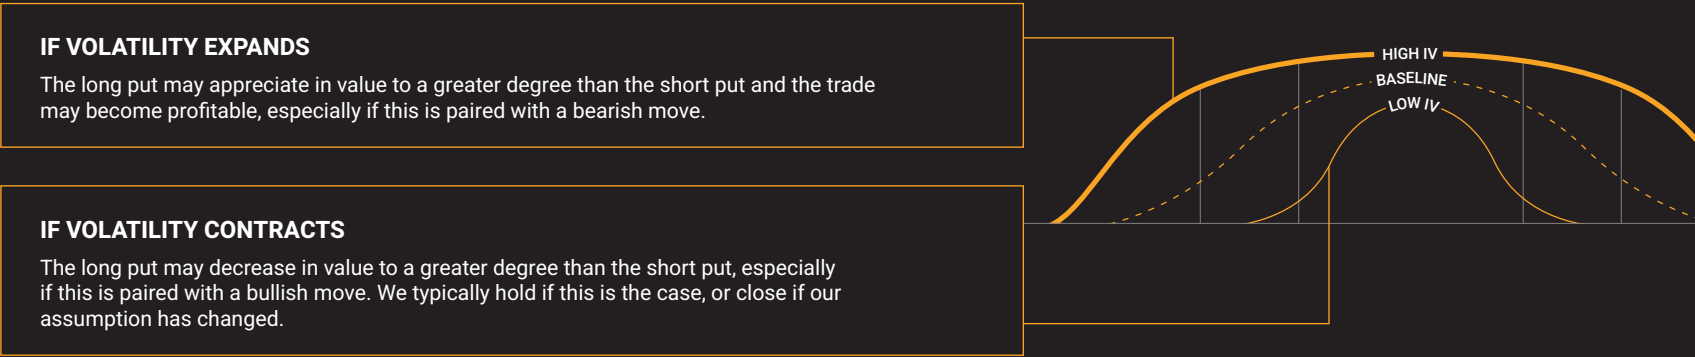 IF VOLATILITY EXPANDS
The long put may appreciate in value to a greater degree than the short put and the trade
may become profitable, especially if this is paired with a bearish move.
HIGH IV
BASELINE
LOW IV
IF VOLATILITY CONTRACTS
The long put may decrease in value to a greater degree than the short put, especially
if this is paired with a bullish move. We typically hold if this is the case, or close if our
assumption has changed.